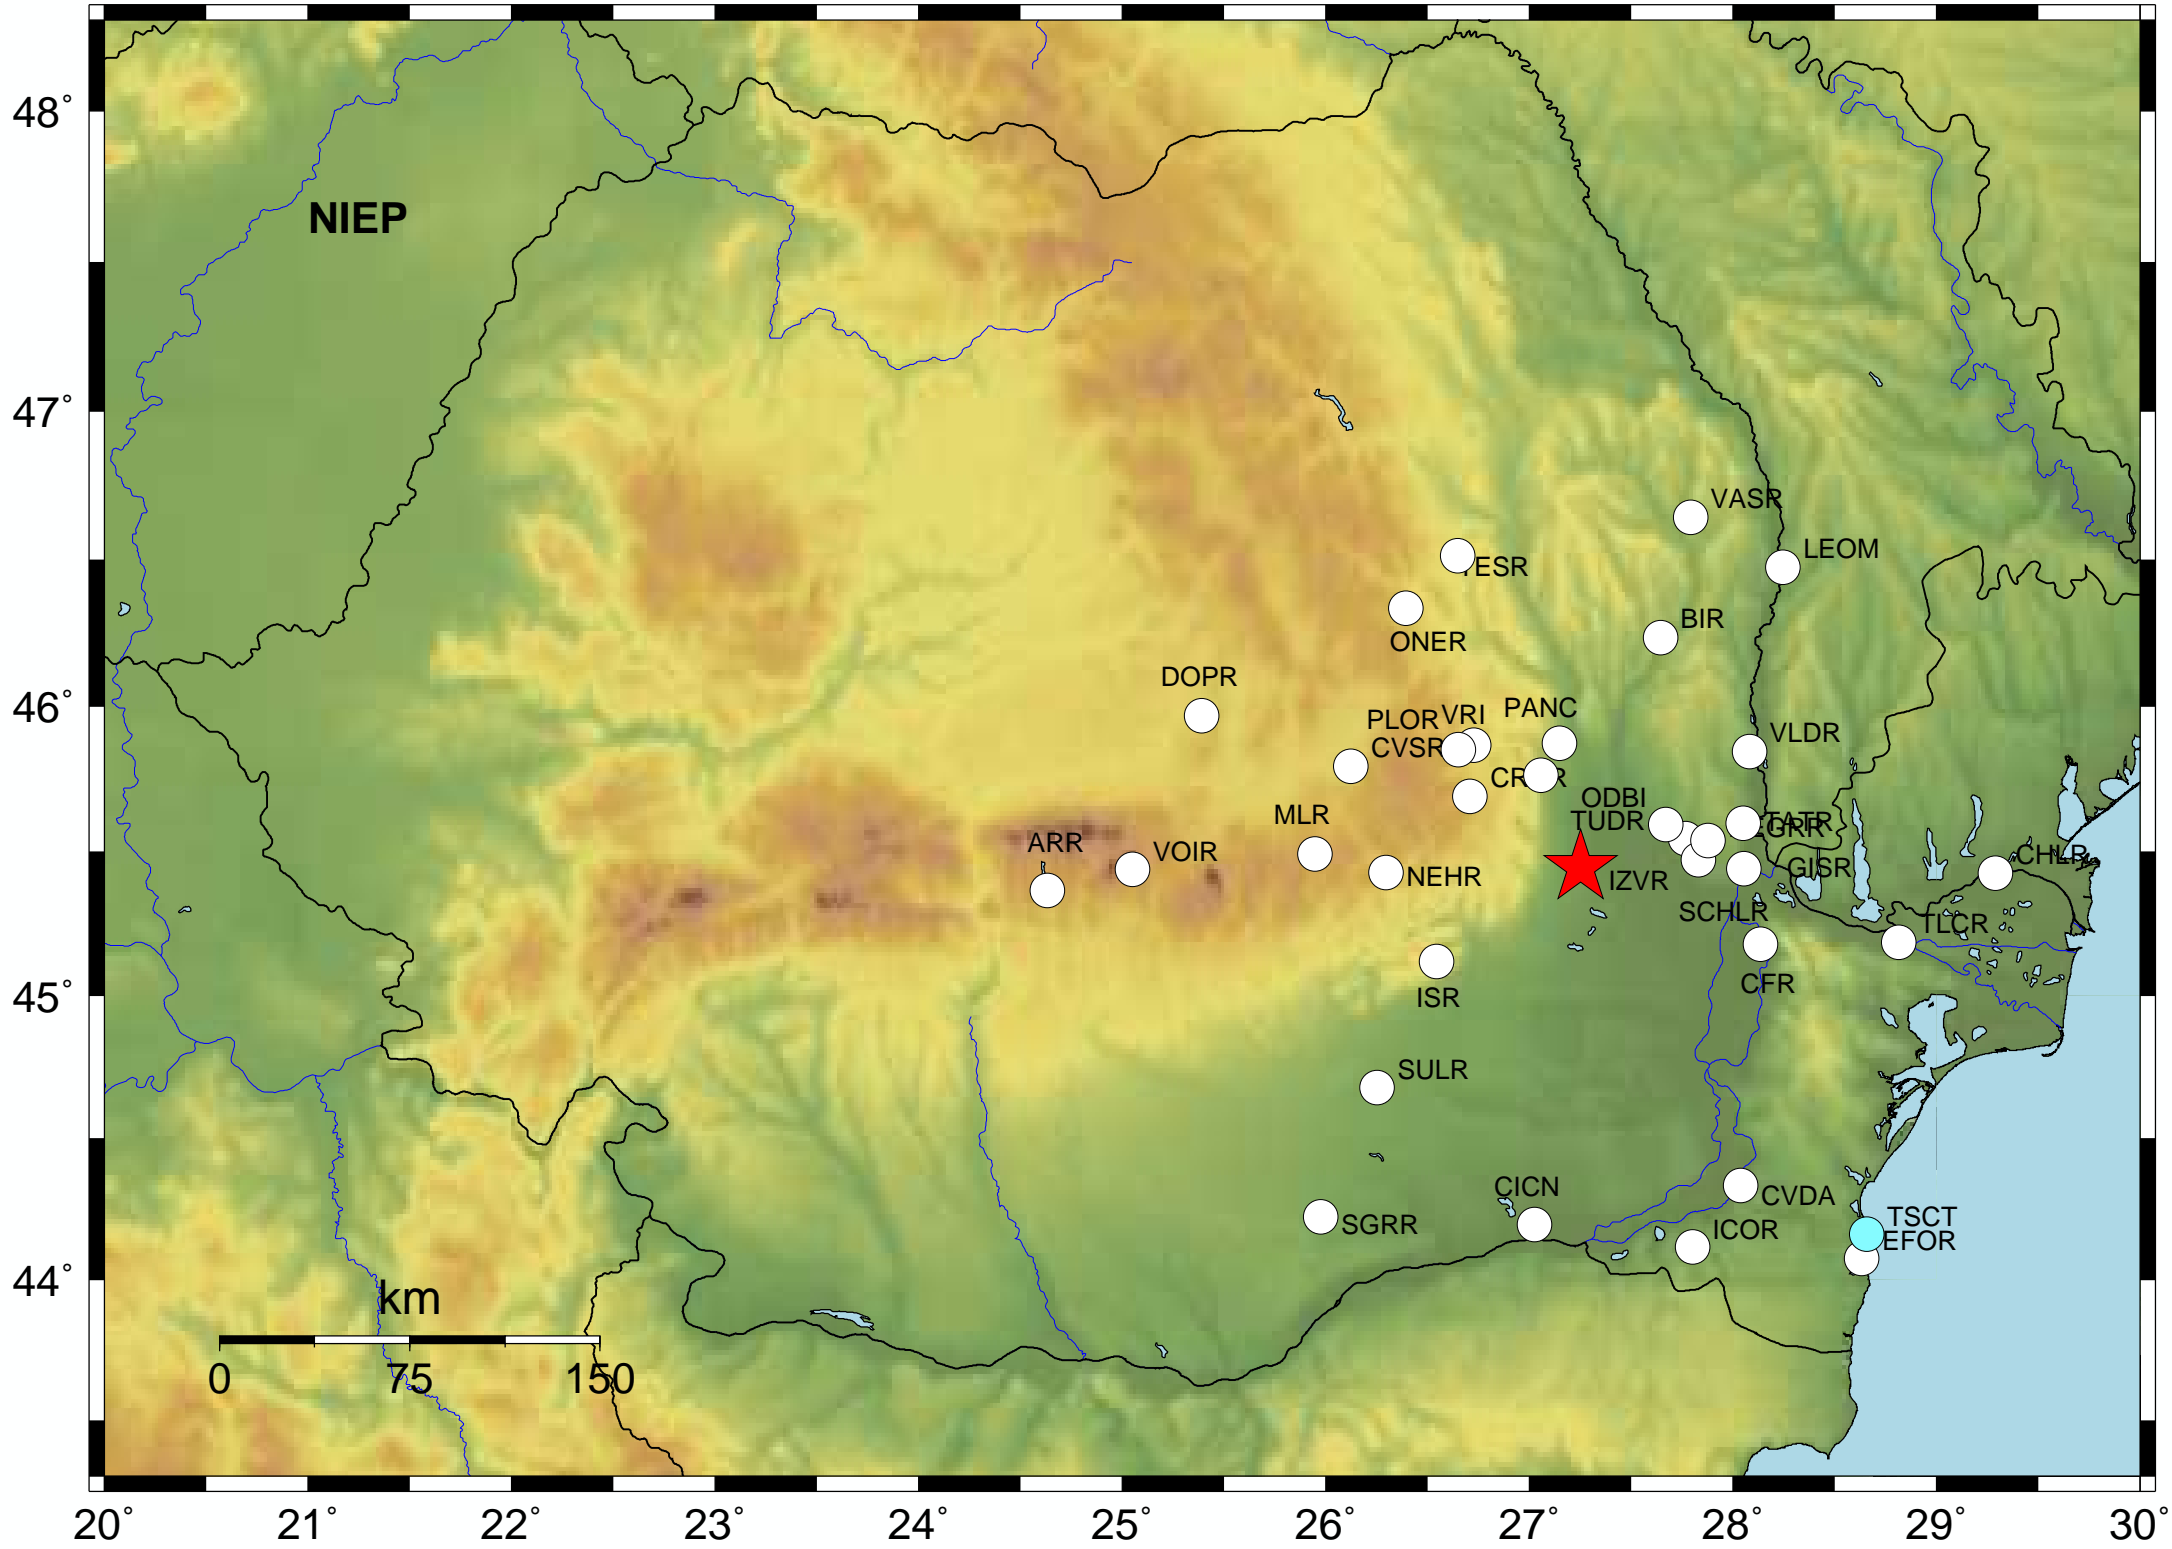 48°
NIEP
47°
VASR
LEOM
ONER
BIR
46°
DOPR
PLOR
VRI
PANC
CVSR
VLDR
ODBI
TUDR
TATR
MLR
ARR
VOIR
NEHR
IZVR
GISR
CHLR
SCHLR
TLCR
45°
ISR
CFR
SULR
CICN
CVDA
SGRR
ICOR
TSCT
EFOR
44°
km
0 75 150
20° 21° 22° 23° 24° 25° 26° 27° 28° 29° 30°